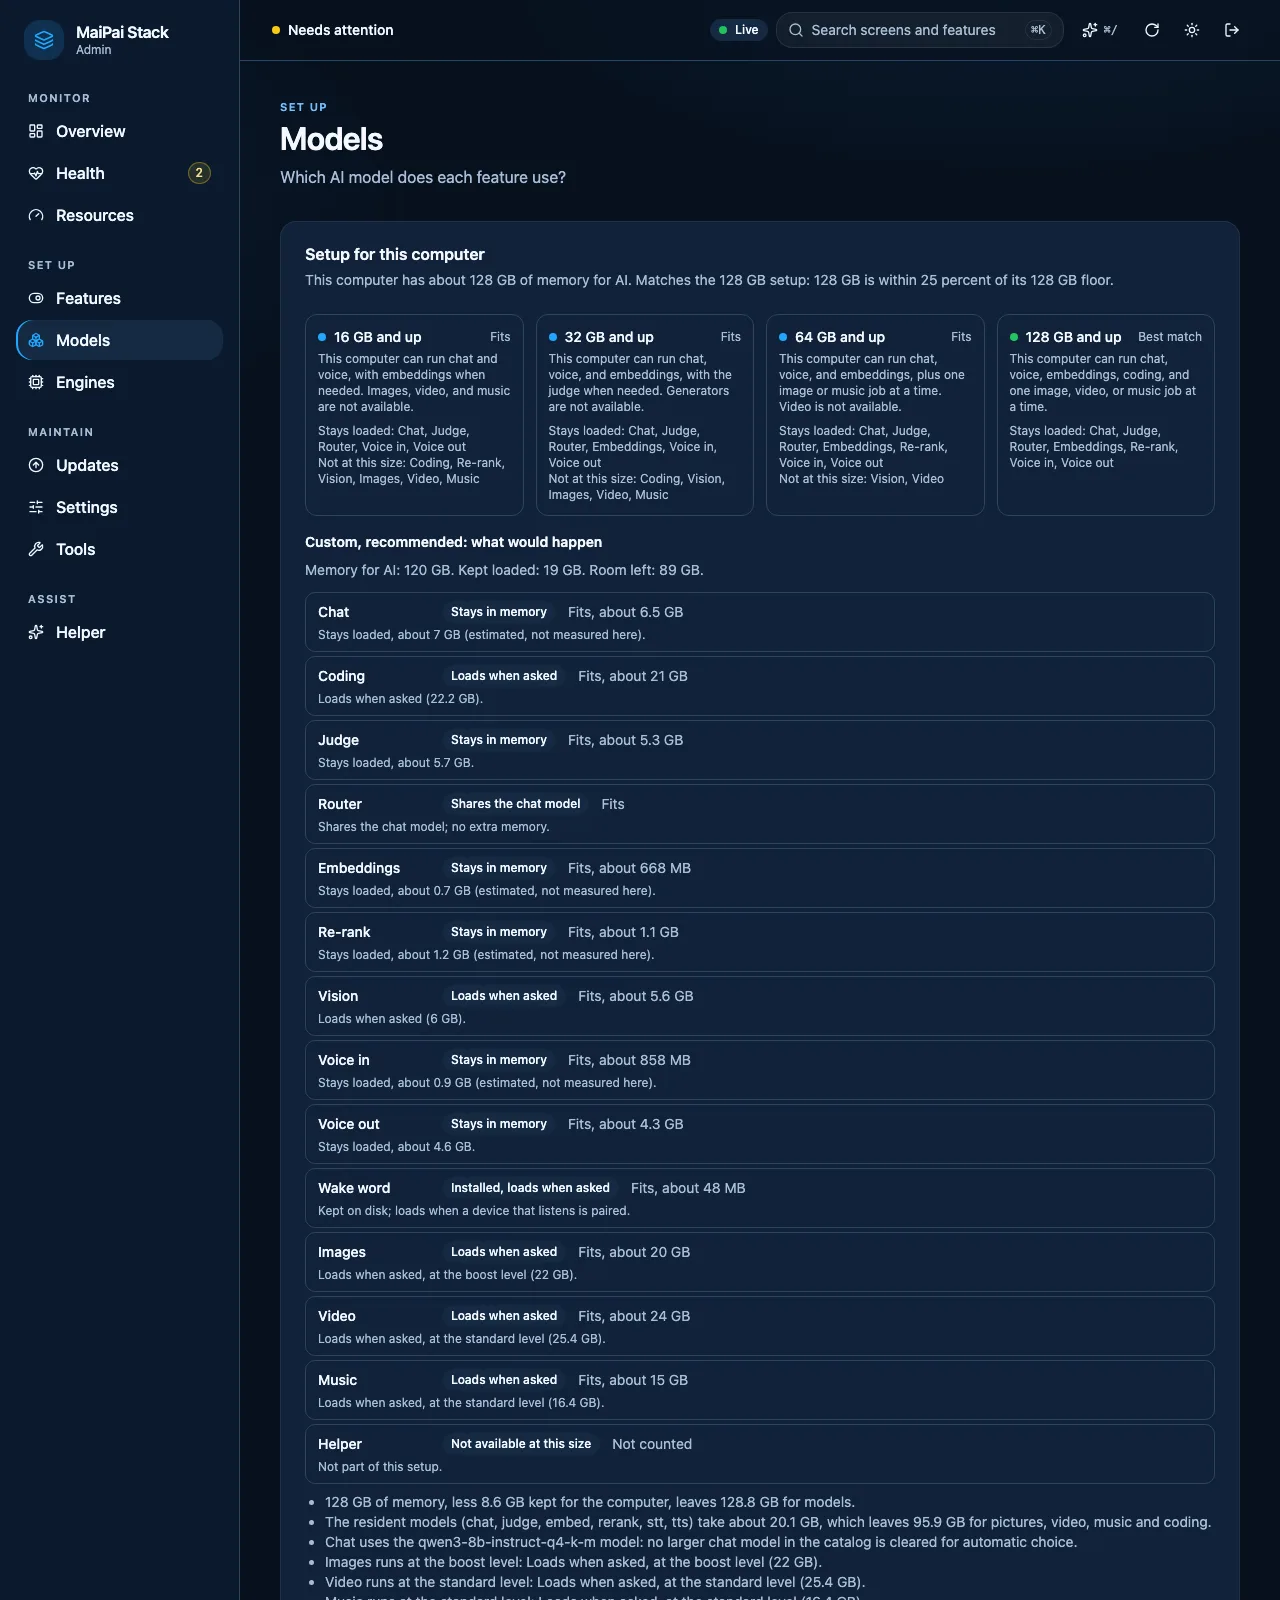 MaiPai Stack
Admin
Needs attention
Live
Search screens and features
⌘K
⌘/
MONITOR
Overview
Health
2
Resources
SET UP
Features
Models
Engines
MAINTAIN
Updates
Settings
Tools
ASSIST
Helper
SET UP
Models
Which AI model does each feature use?
Setup for this computer
This computer has about 128 GB of memory for AI. Matches the 128 GB setup: 128 GB is within 25 percent of its 128 GB floor.
16 GB and up
Fits
This computer can run chat and
voice, with embeddings when
needed. Images, video, and music
are not available.
Stays loaded: Chat, Judge,
Router, Voice in, Voice out
Not at this size: Coding, Re-rank,
Vision, Images, Video, Music
32 GB and up
Fits
This computer can run chat,
voice, and embeddings, with the
judge when needed. Generators
are not available.
Stays loaded: Chat, Judge,
Router, Embeddings, Voice in,
Voice out
Not at this size: Coding, Vision,
Images, Video, Music
64 GB and up
Fits
This computer can run chat,
voice, and embeddings, plus one
image or music job at a time.
Video is not available.
Stays loaded: Chat, Judge,
Router, Embeddings, Re-rank,
Voice in, Voice out
Not at this size: Vision, Video
128 GB and up
Best match
This computer can run chat,
voice, embeddings, coding, and
one image, video, or music job at
a time.
Stays loaded: Chat, Judge,
Router, Embeddings, Re-rank,
Voice in, Voice out
Custom, recommended: what would happen
Memory for AI: 120 GB. Kept loaded: 19 GB. Room left: 89 GB.
Chat Stays in memory Fits, about 6.5 GB
Stays loaded, about 7 GB (estimated, not measured here).
Coding Loads when asked Fits, about 21 GB
Loads when asked (22.2 GB).
Judge Stays in memory Fits, about 5.3 GB
Stays loaded, about 5.7 GB.
Router Shares the chat model Fits
Shares the chat model; no extra memory.
Embeddings Stays in memory Fits, about 668 MB
Stays loaded, about 0.7 GB (estimated, not measured here).
Re-rank Stays in memory Fits, about 1.1 GB
Stays loaded, about 1.2 GB (estimated, not measured here).
Vision Loads when asked Fits, about 5.6 GB
Loads when asked (6 GB).
Voice in Stays in memory Fits, about 858 MB
Stays loaded, about 0.9 GB (estimated, not measured here).
Voice out Stays in memory Fits, about 4.3 GB
Stays loaded, about 4.6 GB.
Wake word Installed, loads when asked Fits, about 48 MB
Kept on disk; loads when a device that listens is paired.
Images Loads when asked Fits, about 20 GB
Loads when asked, at the boost level (22 GB).
Video Loads when asked Fits, about 24 GB
Loads when asked, at the standard level (25.4 GB).
Music Loads when asked Fits, about 15 GB
Loads when asked, at the standard level (16.4 GB).
Helper Not available at this size Not counted
Not part of this setup.
• 128 GB of memory, less 8.6 GB kept for the computer, leaves 128.8 GB for models.
• The resident models (chat, judge, embed, rerank, stt, tts) take about 20.1 GB, which leaves 95.9 GB for pictures, video, music and coding.
• Chat uses the qwen3-8b-instruct-q4-k-m model: no larger chat model in the catalog is cleared for automatic choice.
• Images runs at the boost level: Loads when asked, at the boost level (22 GB).
• Video runs at the standard level: Loads when asked, at the standard level (25.4 GB).
• Music runs at the standard level: Loads when asked, at the standard level (16.4 GB).